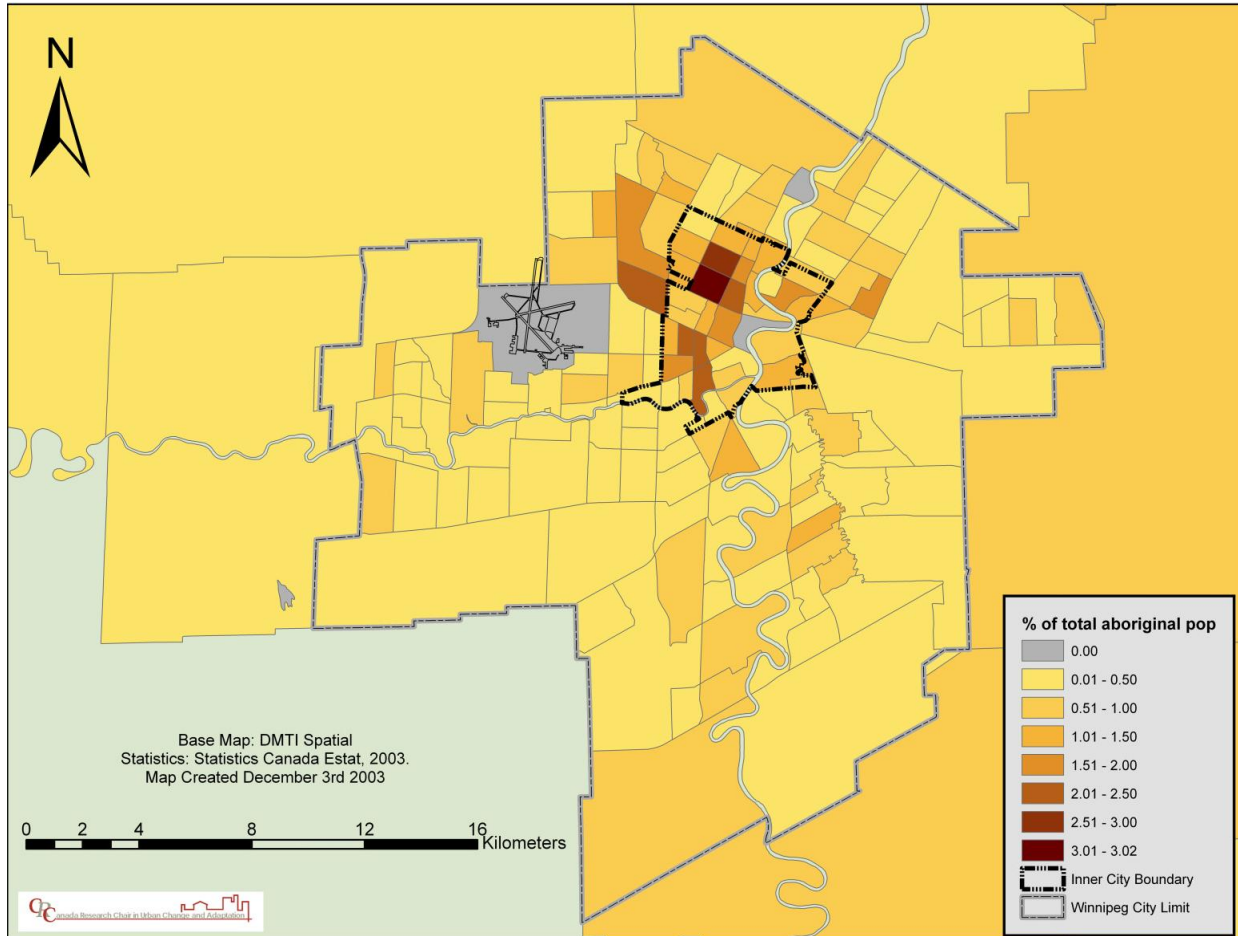 N
% of total aboriginal pop
0.00
0.01 - 0.50
0.51 - 1.00
1.01 - 1.50
1.51 - 2.00
2.01 - 2.50
2.51 - 3.00
3.01 - 3.02
Inner City Boundary
Winnipeg City Limit
Base Map: DMTI Spatial
Statistics: Statistics Canada Estat, 2003.
Map Created December 3rd 2003
0 2 4 8 12 16
Kilometers
Canada Research Chair in Urban Change and Adaptation